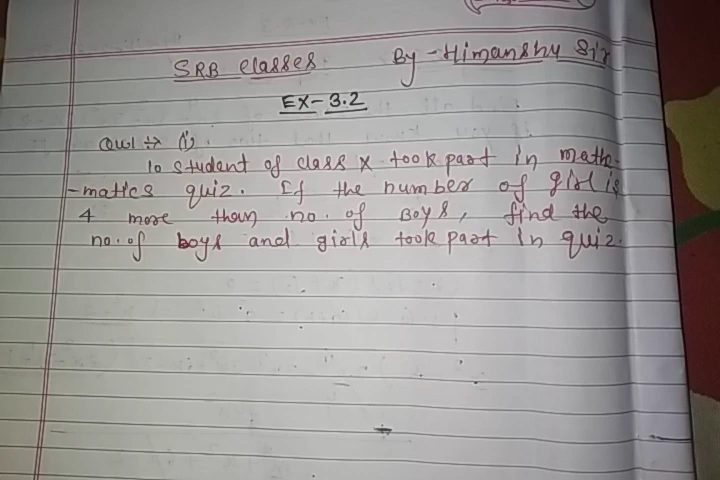 SRB Classes. By - Himanshu Sir
EX- 3.2
(i).
10 student of class X took part in mathe-
-matics quiz. If the number of girl is
4 more than no. of Boys, find the
no. of boys and girls took part in quiz.